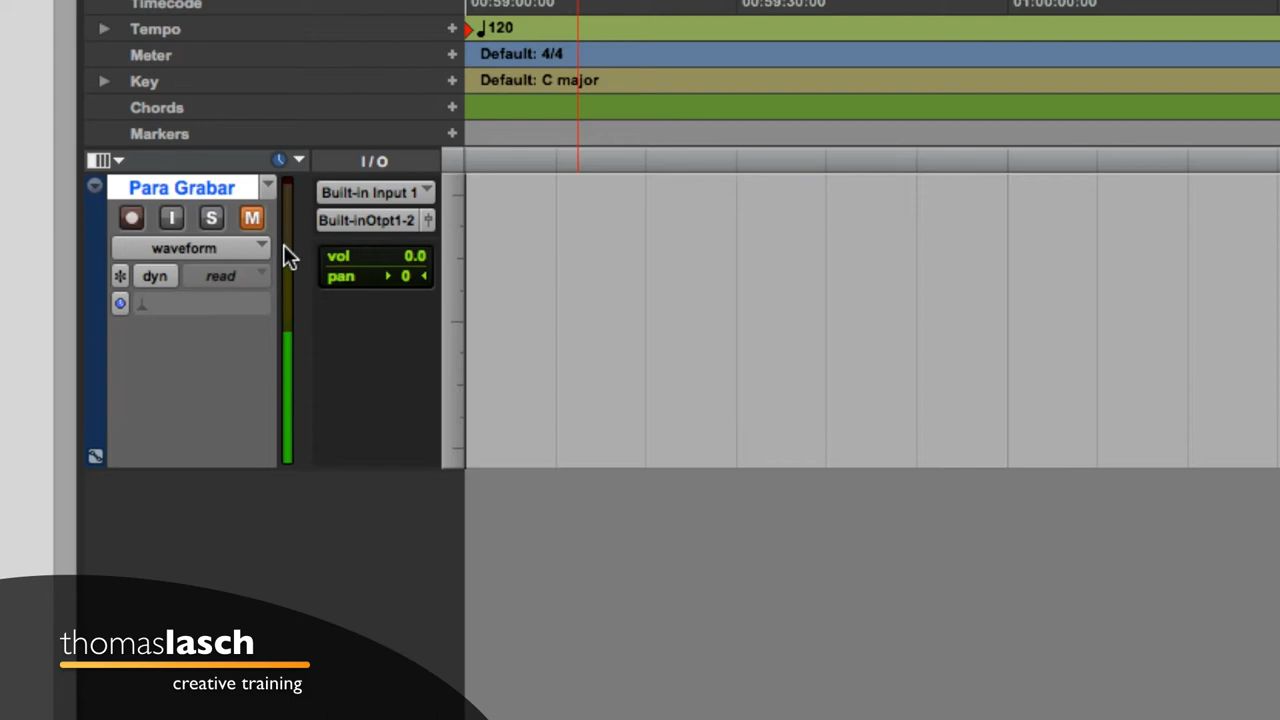 Timecode 00:59:00:00 00:59:30:00 01:00:00:00
Tempo + 120
Meter + Default: 4/4
Key + Default: C major
Chords +
Markers +
I / O
Para Grabar Built-in Input 1
I S M Built-inOtpt1-2
waveform vol 0.0
dyn read pan 0
thomaslasch
creative training